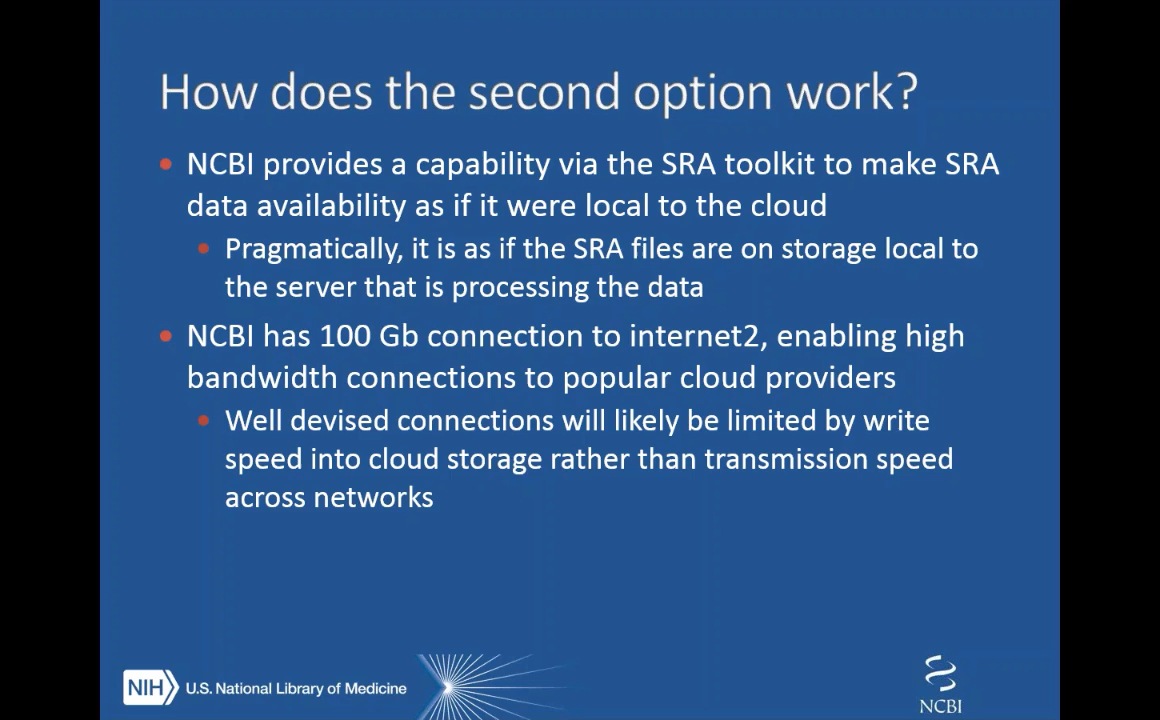 How does the second option work?
NCBI provides a capability via the SRA toolkit to make SRA
data availability as if it were local to the cloud
Pragmatically, it is as if the SRA files are on storage local to
the server that is processing the data
NCBI has 100 Gb connection to internet2, enabling high
bandwidth connections to popular cloud providers
Well devised connections will likely be limited by write
speed into cloud storage rather than transmission speed
across networks
NIH U.S. National Library of Medicine
NCBI